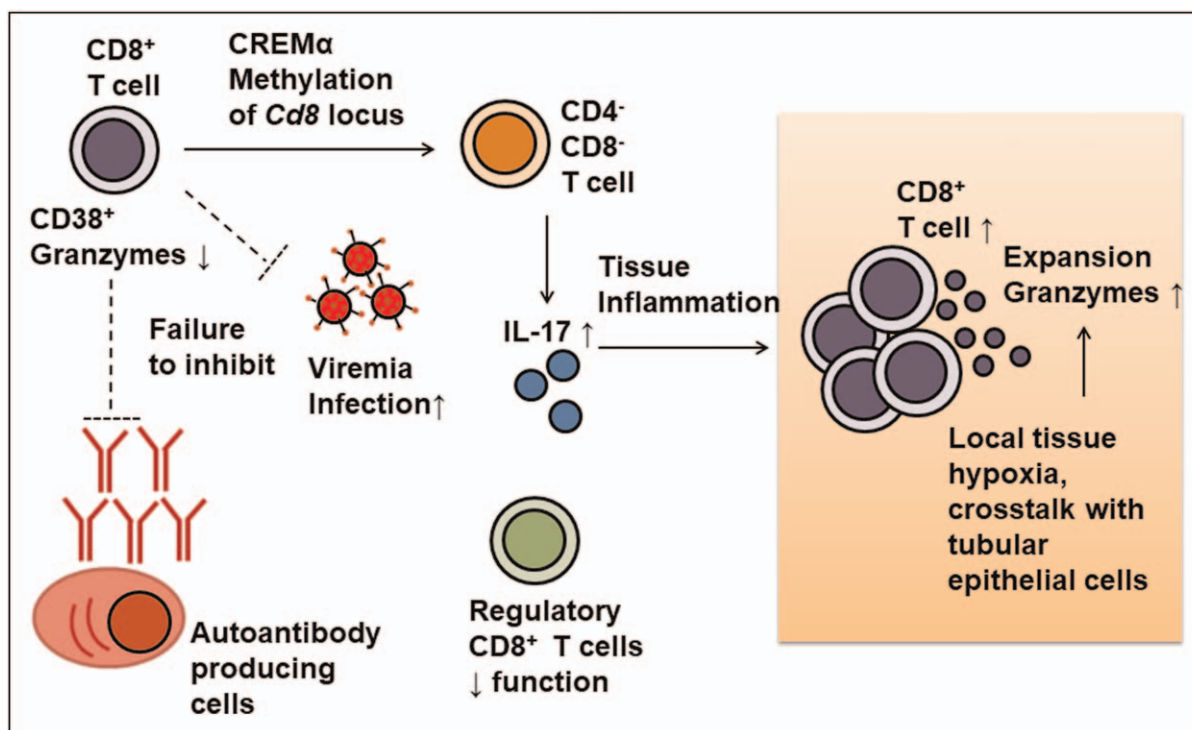 CD8⁺
T cell
CREMα
Methylation
of Cd8 locus
CD4⁻
CD8⁻
T cell
CD38⁺
Granzymes ↓
Failure
to inhibit
Viremia
Infection↑
IL-17 ↑
Tissue
Inflammation
CD8⁺
T cell ↑
Expansion
Granzymes ↑
Local tissue
hypoxia,
crosstalk with
tubular
epithelial cells
Autoantibody
producing
cells
Regulatory
CD8⁺ T cells
↓ function